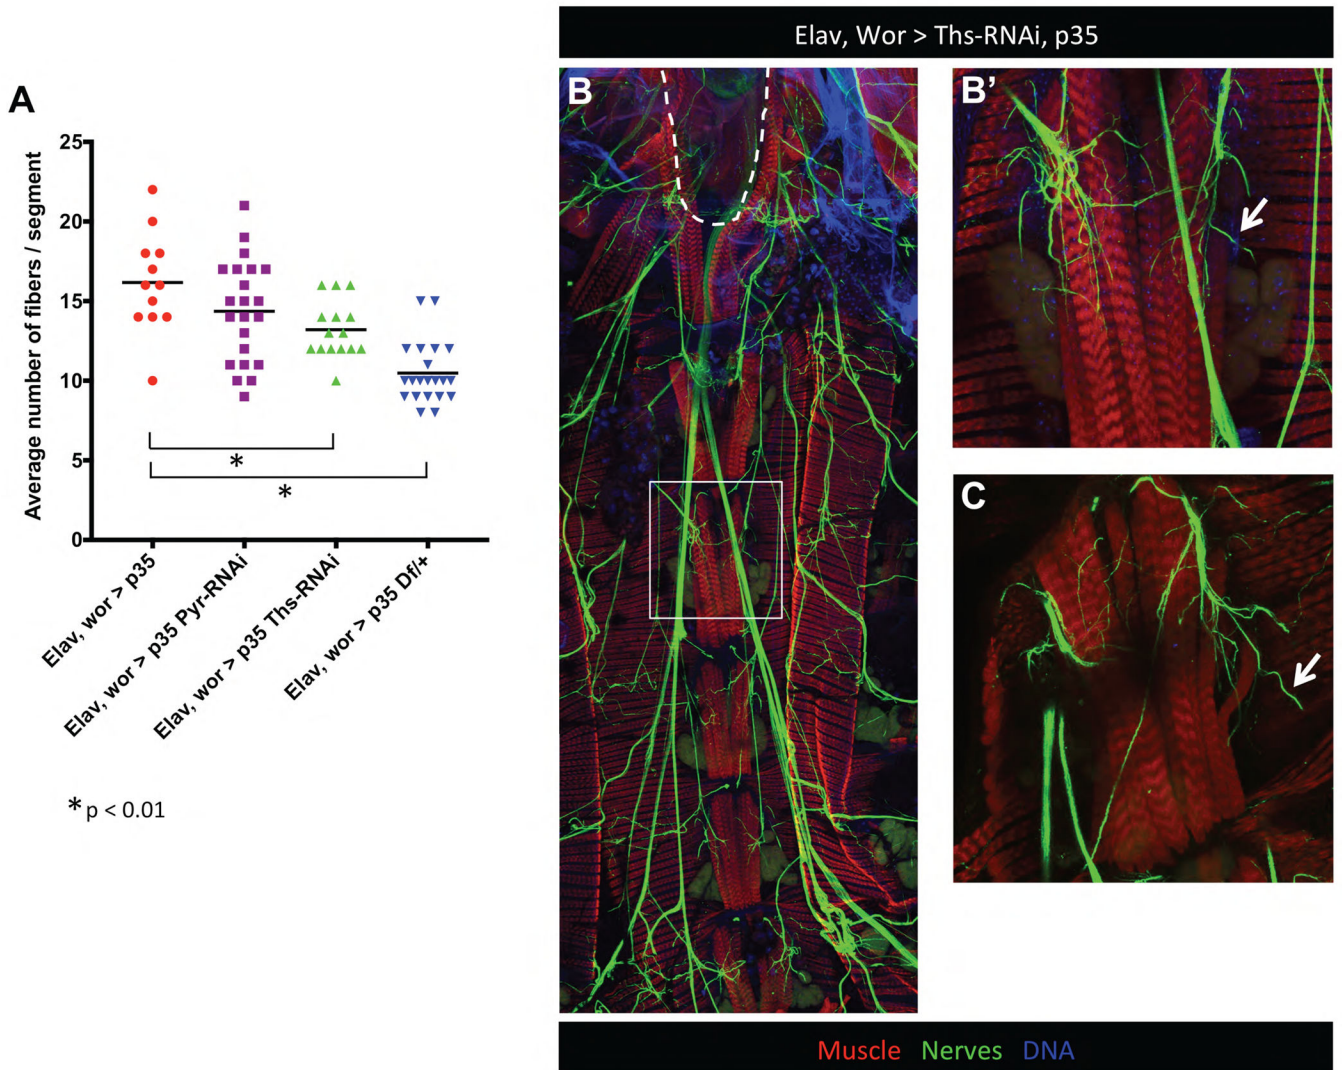 Elav, Wor > Ths-RNAi, p35
A
B
B’
C
Average number of fibers / segment
25
20
15
10
5
0
*
*
Elav, wor > p35
Elav, wor > p35 Pyr-RNAi
Elav, wor > p35 Ths-RNAi
Elav, wor > p35 Df/+
* p < 0.01
Muscle Nerves DNA